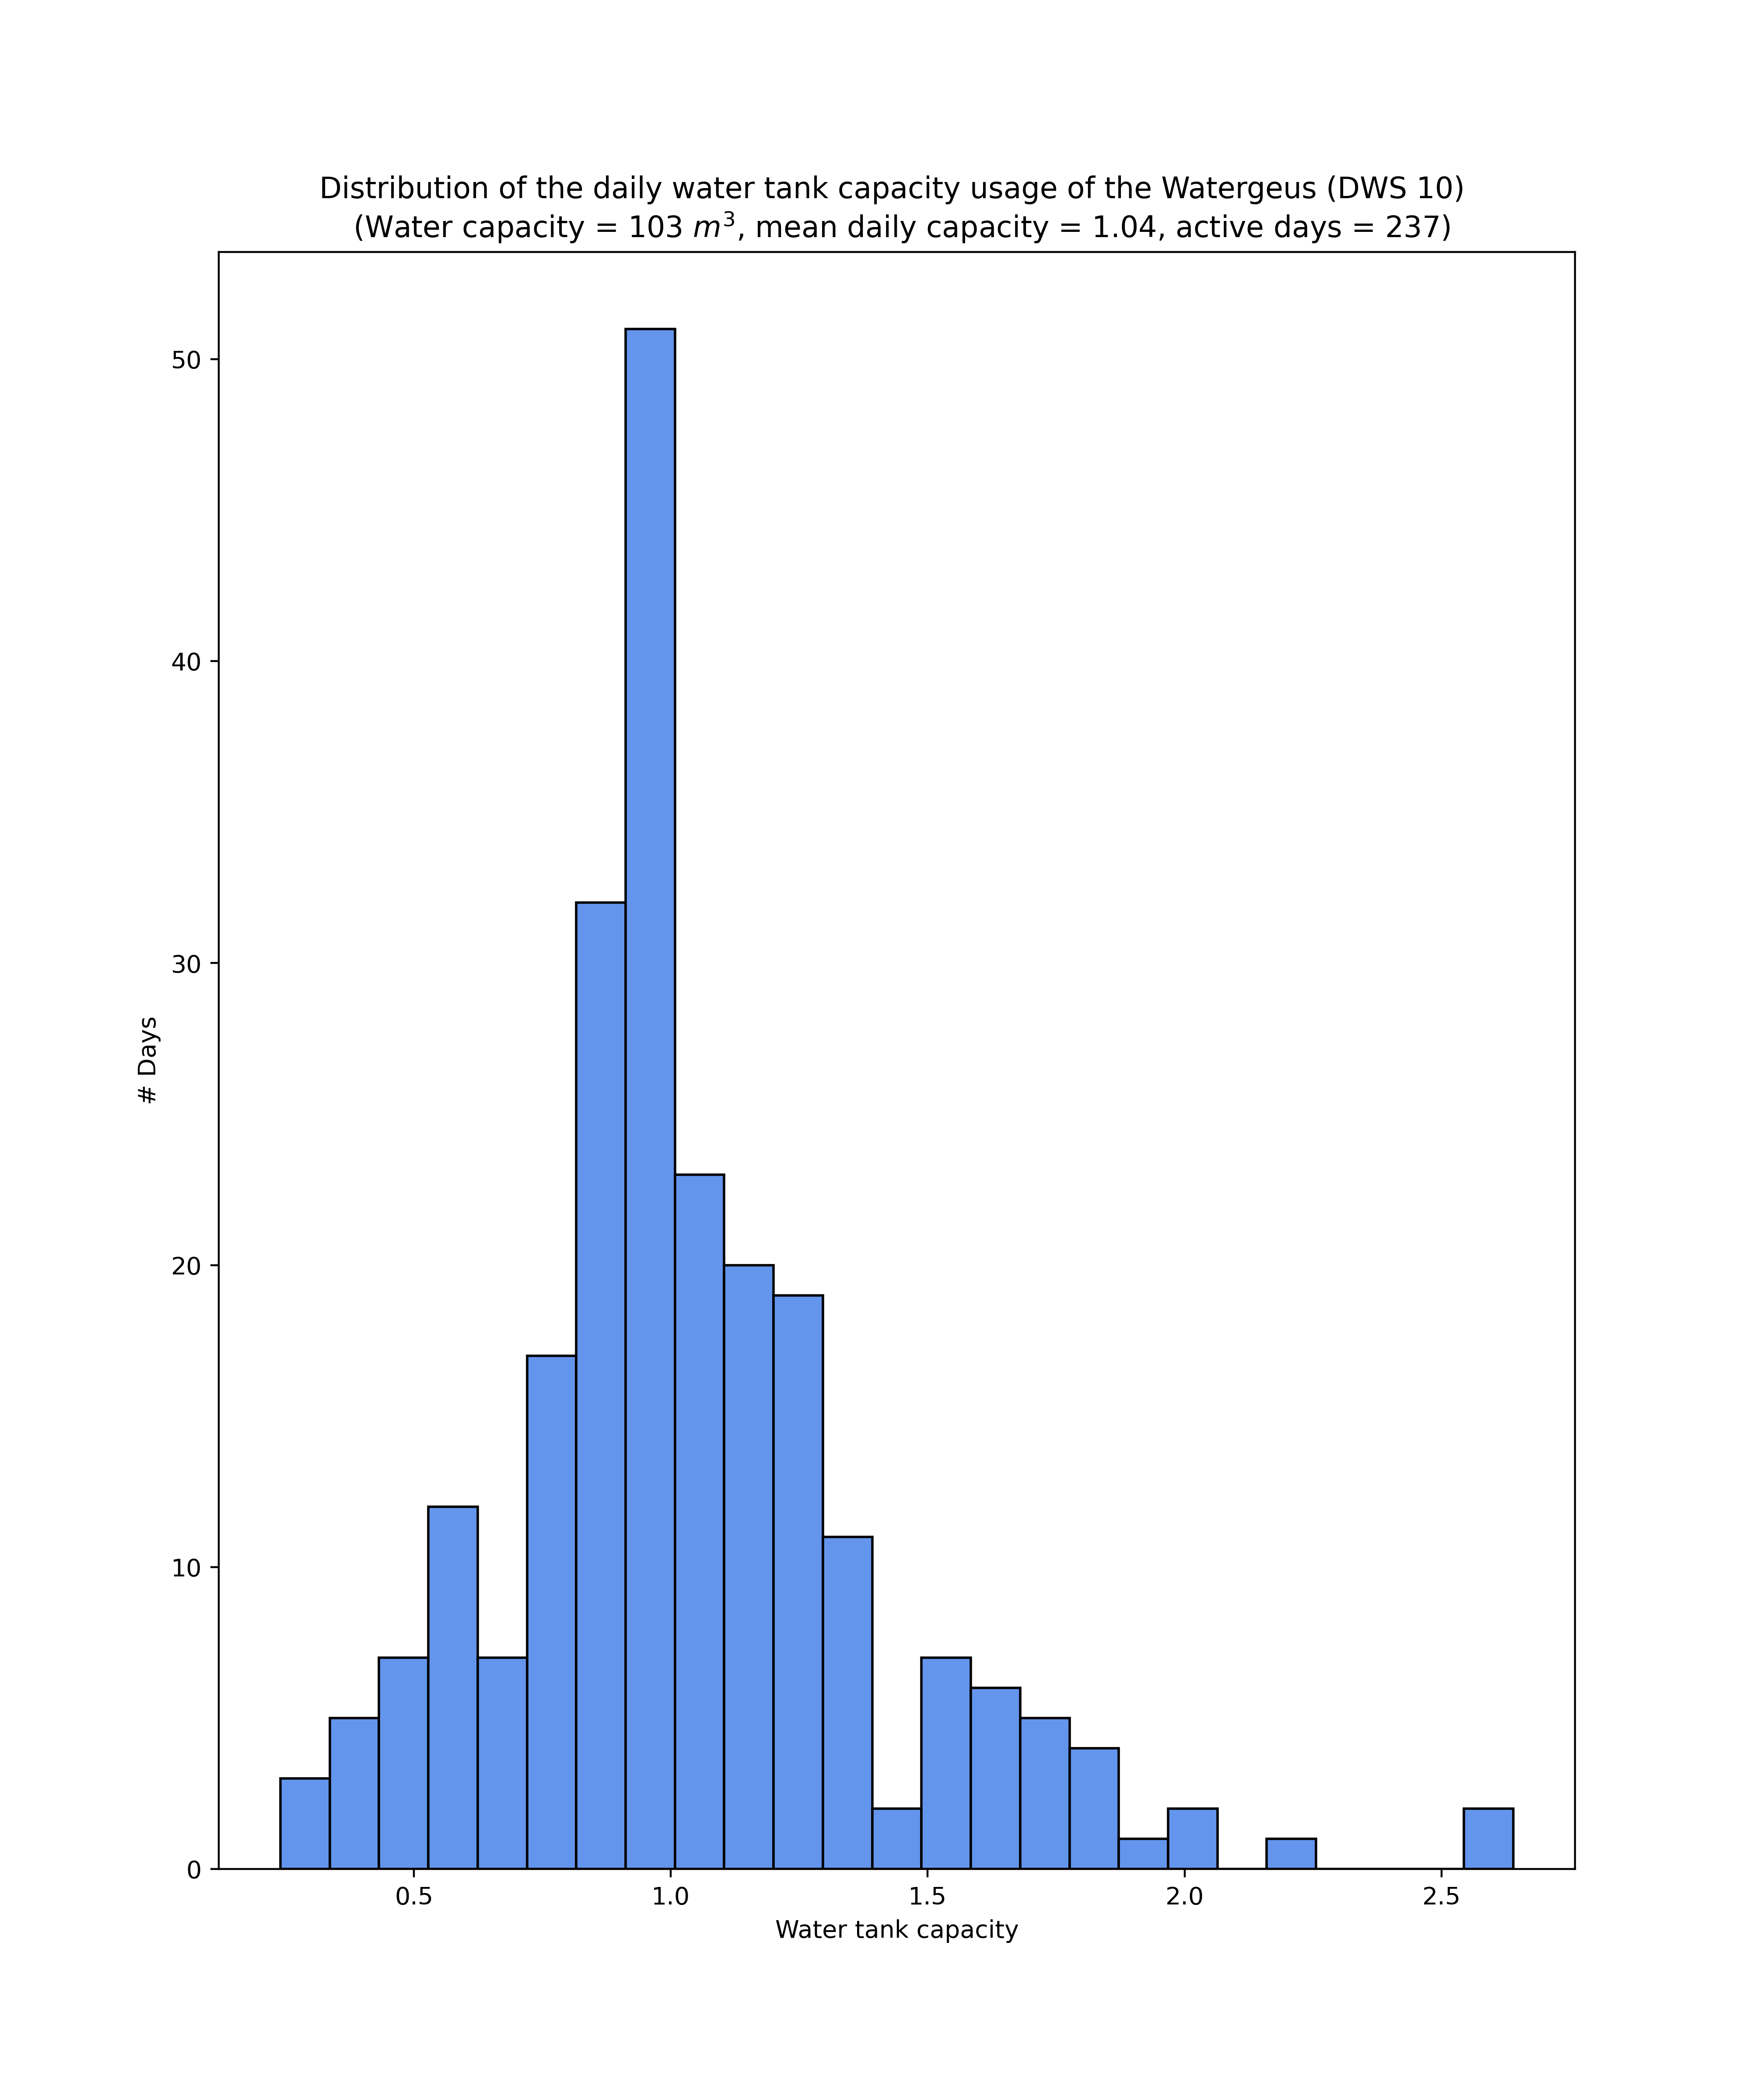 Distribution of the daily water tank capacity usage of the Watergeus (DWS 10)
(Water capacity = 103 m³, mean daily capacity = 1.04, active days = 237)
50
40
30
20
10
0
# Days
0.5 1.0 1.5 2.0 2.5
Water tank capacity